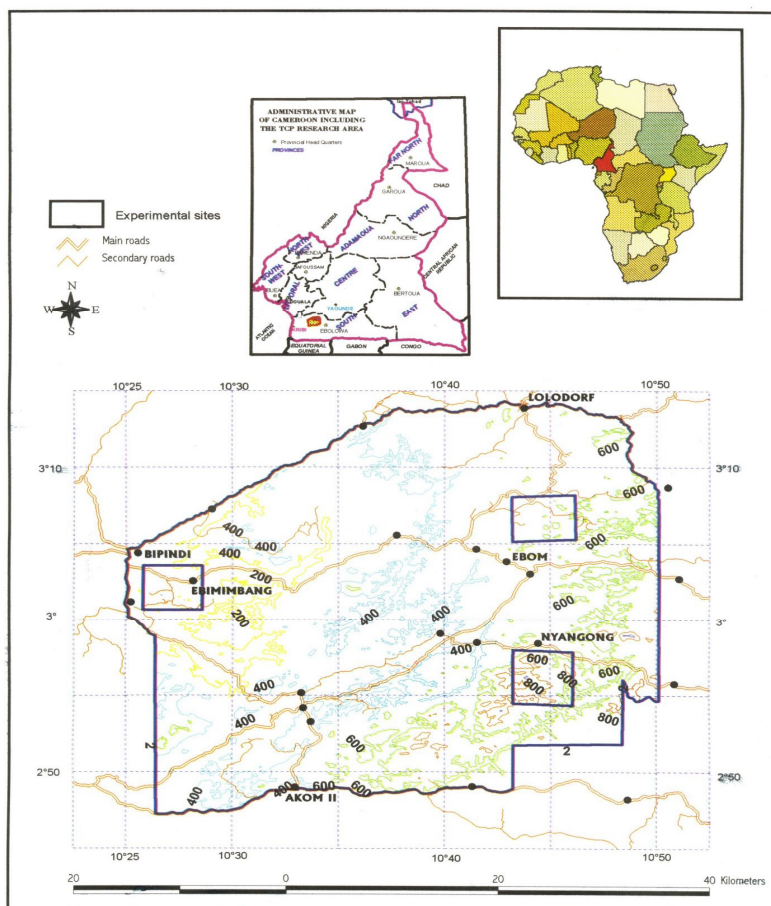 ADMINISTRATIVE MAP
OF CAMEROON INCLUDING
THE TCP RESEARCH AREA
Provincial Head Quarters
PROVINCES
FAR NORTH
MAROUA
GAROUA
CHAD
NIGERIA
NORTH
ADAMAOUA
NGAOUNDERE
NORTH-
WEST
SOUTH-
WEST
CENTRE
CENTRAL AFRICAN
REPUBLIC
BERTOUA
YAOUNDE
EAST
SOUTH
KRIBI
EBOLOWA
ATLANTIC
OCEAN
EQUATORIAL
GUINEA
GABON
CONGO
Experimental sites
Main roads
Secondary roads
N
W E
S
10°25 10°30 10°40 10°50
LOLODORF
600
3°10 3°10
600
400
400 400
600
BIPINDI
EBOM
200
EBIMIMBANG
200
600
400
400
3° 3°
NYANGONG
400
600
600
800
800
400
400
800
600
2
2
2°50 2°50
400
AKOM II
400
600
600
10°25 10°30 10°40 10°50
20 0 20 40 Kilometers